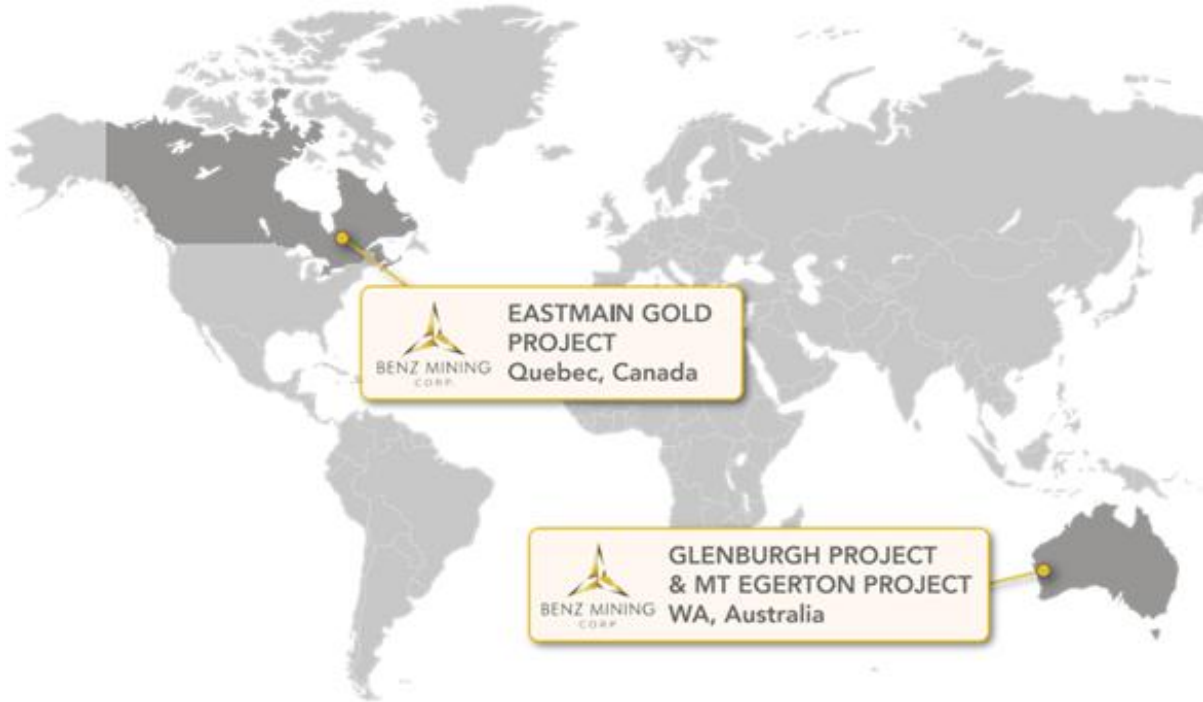 EASTMAIN GOLD
PROJECT
Quebec, Canada
BENZ MINING
CORP.
GLENBURGH PROJECT
& MT EGERTON PROJECT
WA, Australia
BENZ MINING
CORP